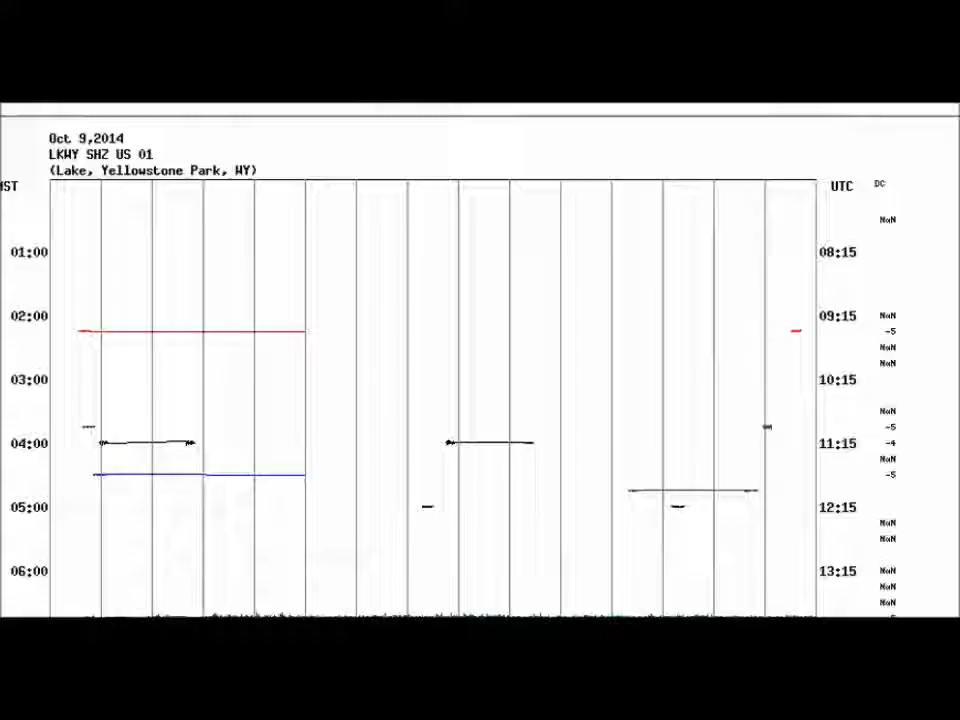 Oct 9,2014
LKWY SHZ US 01
(Lake, Yellowstone Park, WY)
MST UTC DC
NaN
01:00 08:15
02:00 09:15 NaN
-5
NaN
NaN
03:00 10:15
NaN
-5
04:00 11:15 -4
NaN
-5
05:00 12:15
NaN
NaN
06:00 13:15 NaN
NaN
NaN